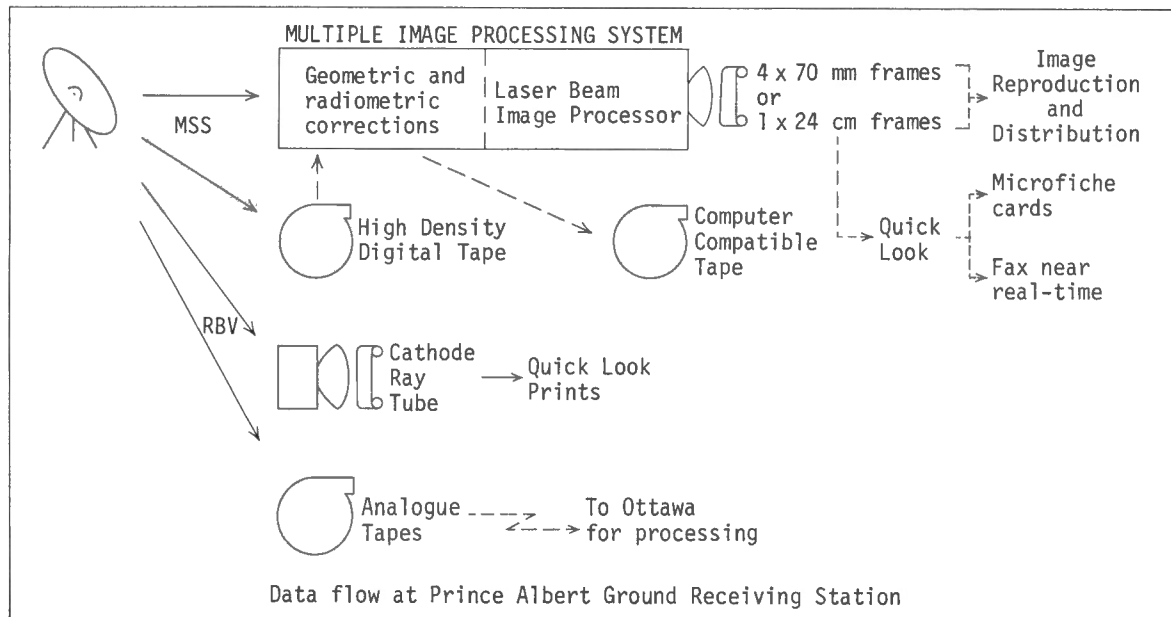 MULTIPLE IMAGE PROCESSING SYSTEM
Geometric and
radiometric
corrections
Laser Beam
Image Processor
4 x 70 mm frames
or
1 x 24 cm frames
Image
Reproduction
and
Distribution
MSS
High Density
Digital Tape
Computer
Compatible
Tape
Quick
Look
Microfiche
cards
Fax near
real-time
RBV
Cathode
Ray
Tube
Quick Look
Prints
Analogue
Tapes
To Ottawa
for processing
Data flow at Prince Albert Ground Receiving Station